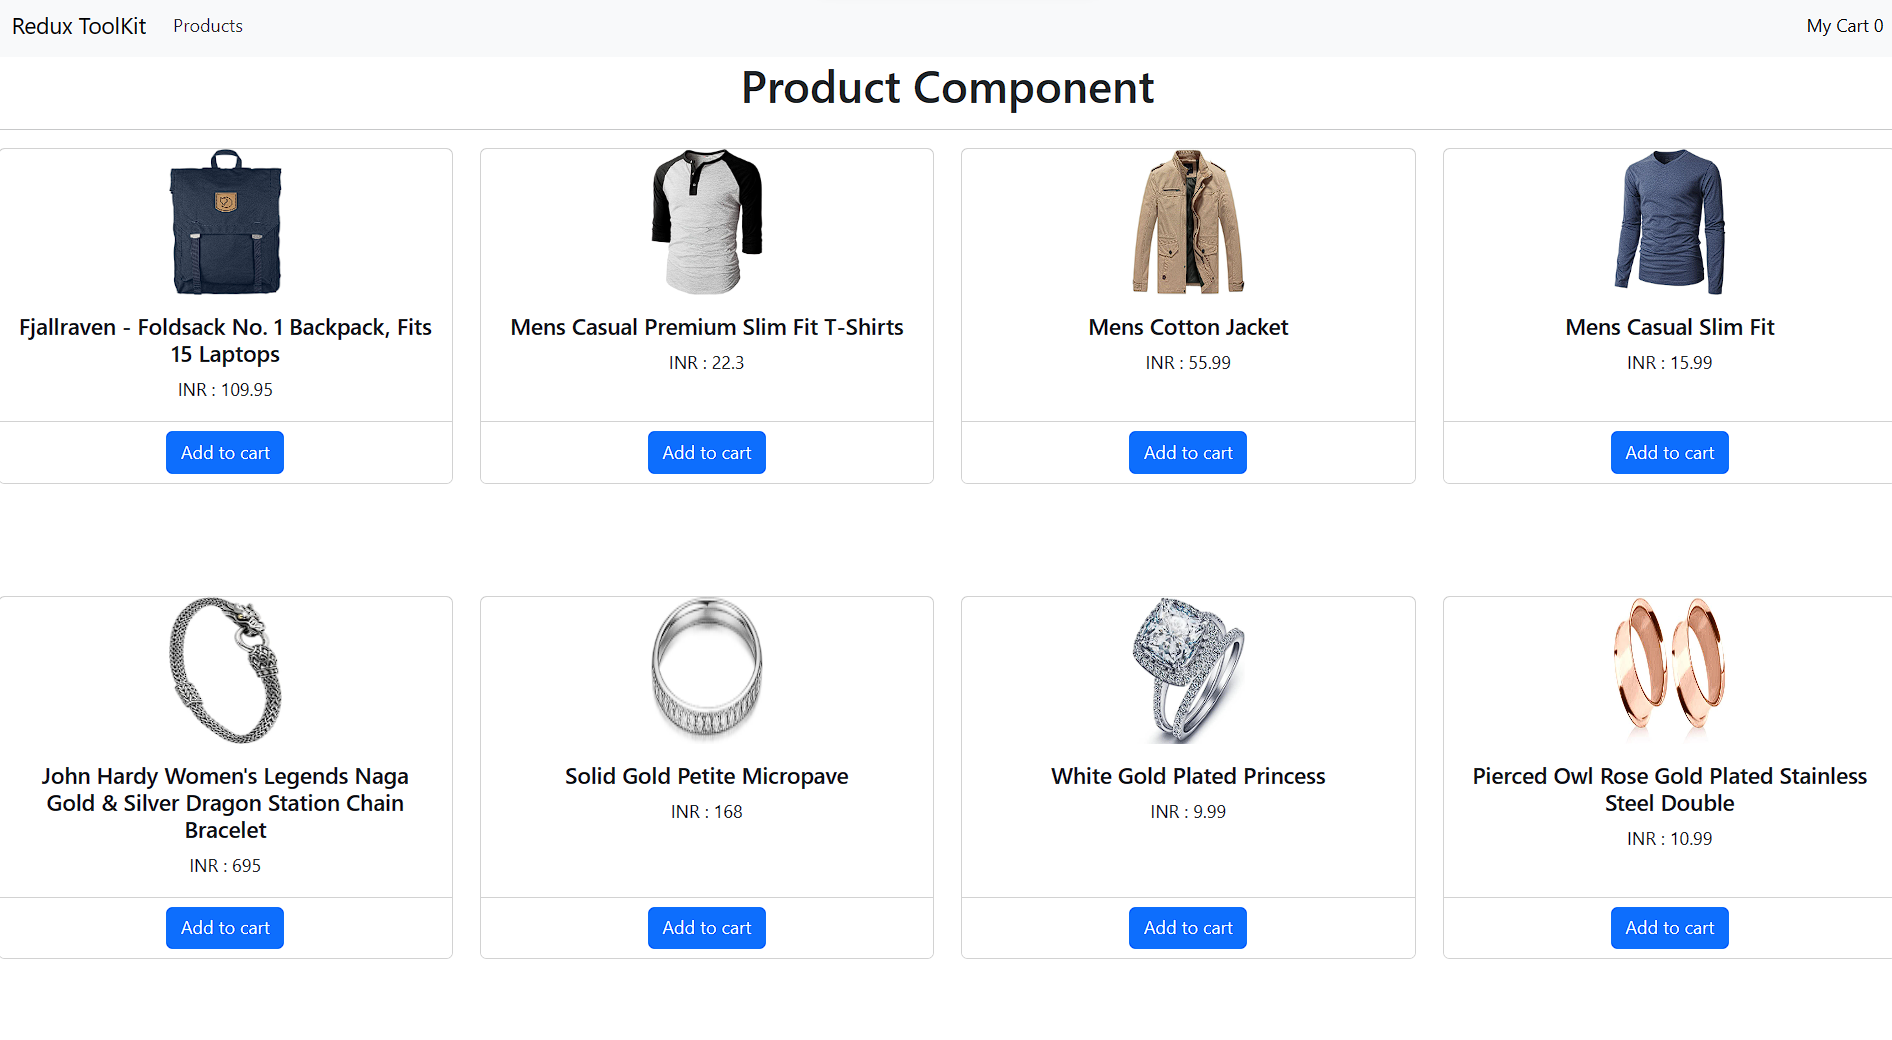 Redux ToolKit
Products
My Cart 0
Product Component
Fjallraven - Foldsack No. 1 Backpack, Fits
15 Laptops
INR : 109.95
Add to cart
Mens Casual Premium Slim Fit T-Shirts
INR : 22.3
Add to cart
Mens Cotton Jacket
INR : 55.99
Add to cart
Mens Casual Slim Fit
INR : 15.99
Add to cart
John Hardy Women's Legends Naga
Gold & Silver Dragon Station Chain
Bracelet
INR : 695
Add to cart
Solid Gold Petite Micropave
INR : 168
Add to cart
White Gold Plated Princess
INR : 9.99
Add to cart
Pierced Owl Rose Gold Plated Stainless
Steel Double
INR : 10.99
Add to cart